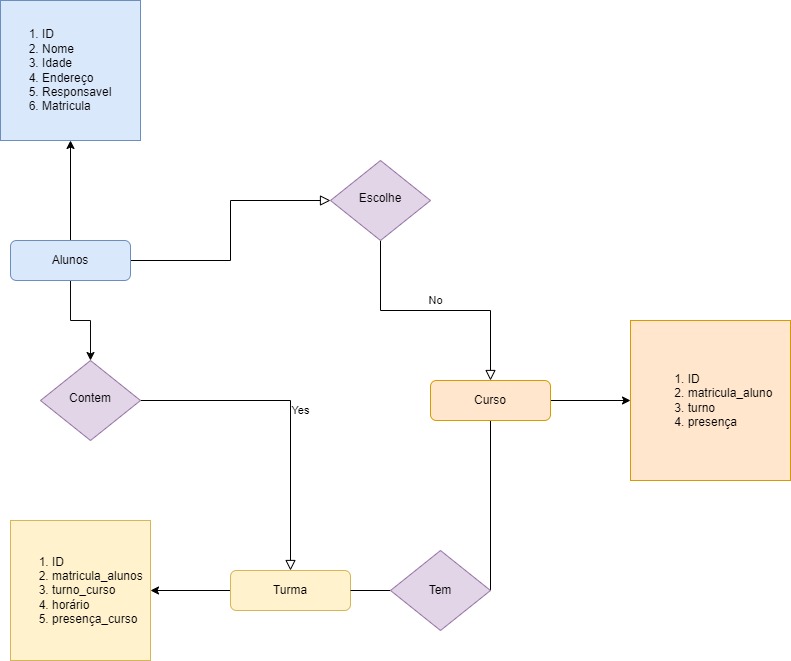 1. ID
2. Nome
3. Idade
4. Endereço
5. Responsavel
6. Matricula
Escolhe
Alunos
No
Contem
Curso
Yes
1. ID
2. matricula_aluno
3. turno
4. presença
1. ID
2. matricula_alunos
3. turno_curso
4. horário
5. presença_curso
Turma
Tem